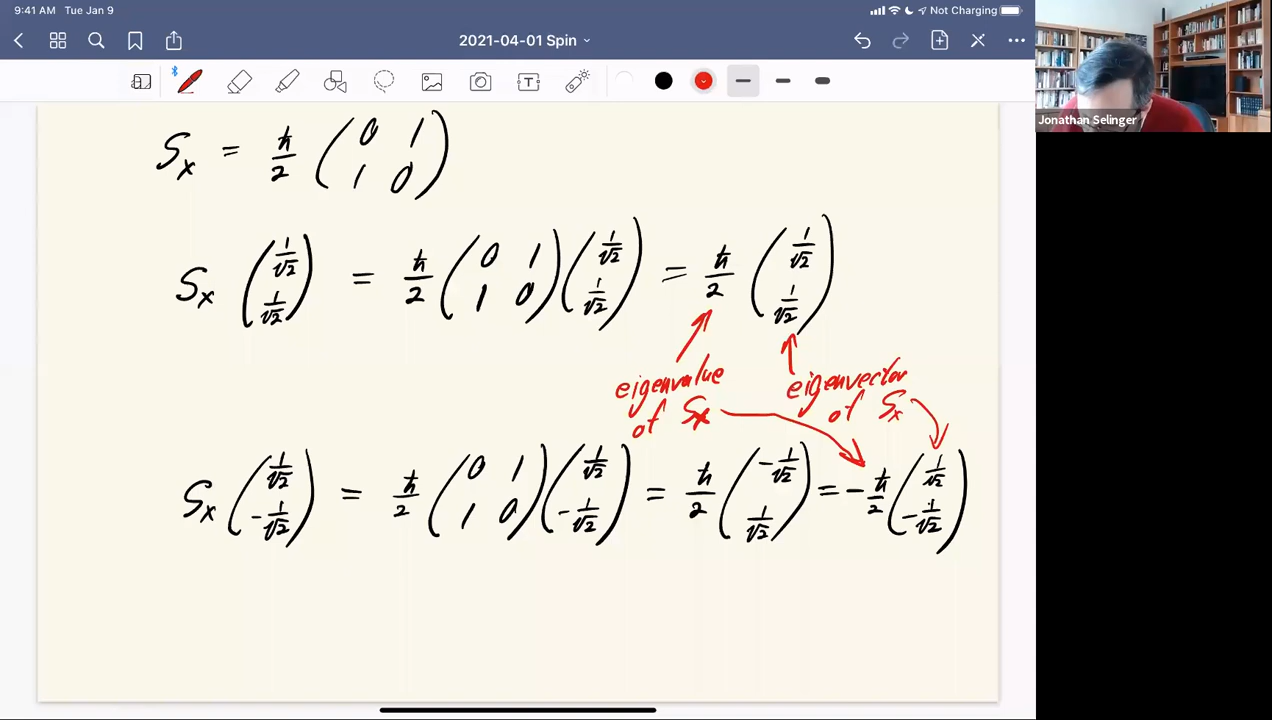 9:41 AM Tue Jan 9
Not Charging
2021-04-01 Spin
T
Jonathan Selinger
Sx = ħ/2 (0 1; 1 0)
Sx (1/√2; 1/√2) = ħ/2 (0 1; 1 0) (1/√2; 1/√2) = ħ/2 (1/√2; 1/√2)
eigenvalue of Sx
eigenvector of Sx
Sx (1/√2; -1/√2) = ħ/2 (0 1; 1 0) (1/√2; -1/√2) = ħ/2 (-1/√2; 1/√2) = -ħ/2 (1/√2; -1/√2)